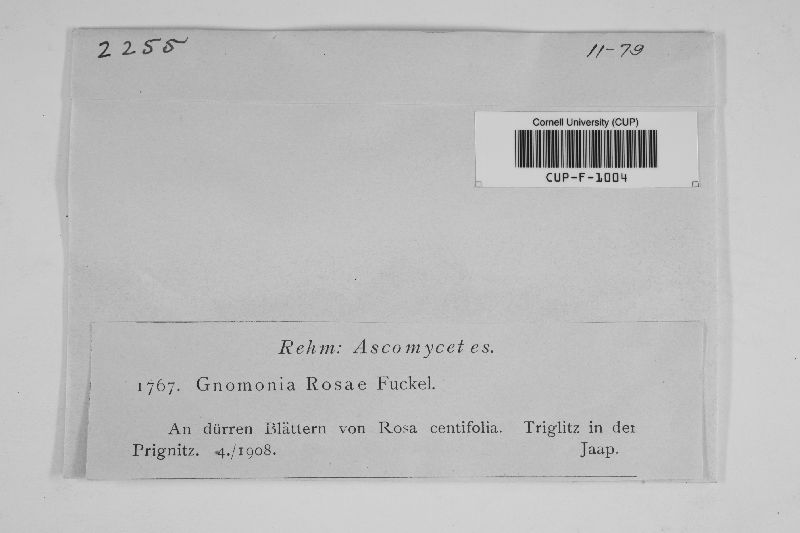 2255
11-79
Cornell University (CUP)
CUP-F-1004
Rehm: Ascomycetes.
1767. Gnomonia Rosae Fuckel.
An dürren Blättern von Rosa centifolia. Triglitz in der
Prignitz. 4./1908. Jaap.